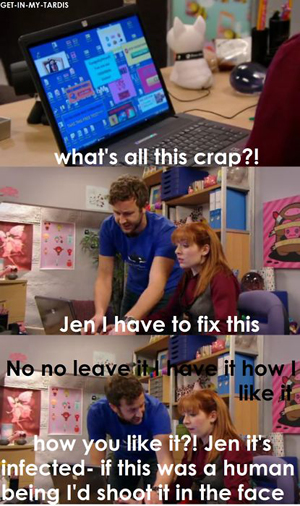 GET-IN-MY-TARDIS
what's all this crap?!
Jen I have to fix this
No no leave it I have it how I
like it
how you like it?! Jen it's
infected- if this was a human
being I'd shoot it in the face